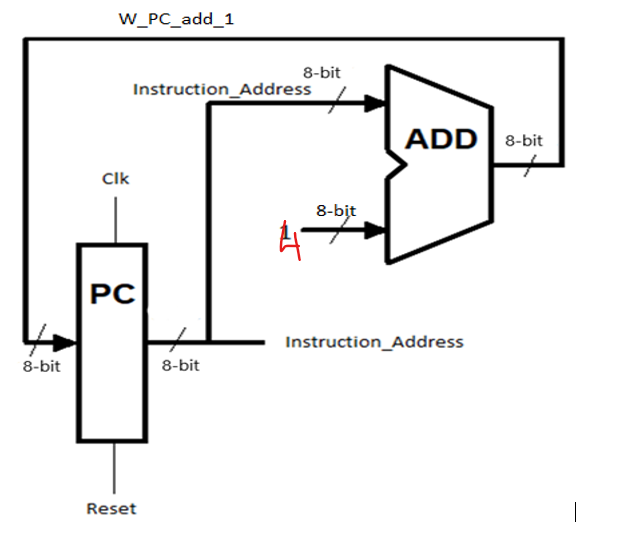 W_PC_add_1
8-bit
Instruction_Address
ADD
8-bit
Clk
8-bit
1
4
PC
Instruction_Address
8-bit
8-bit
Reset